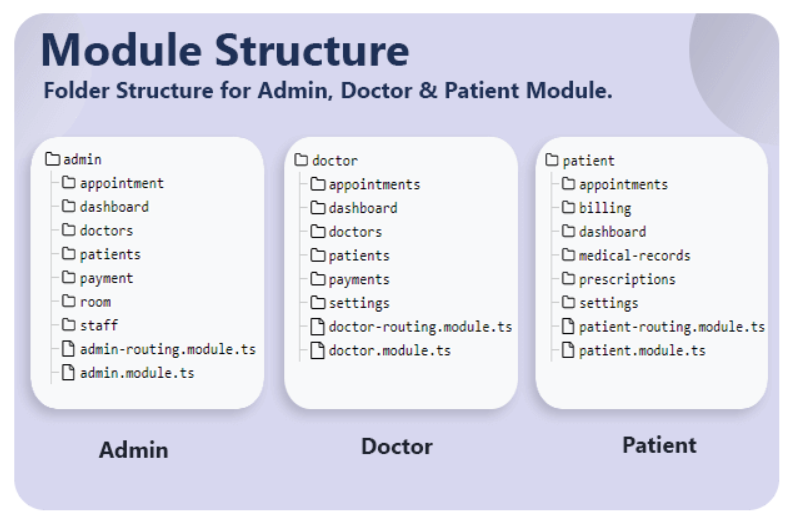 Module Structure
Folder Structure for Admin, Doctor & Patient Module.
admin
appointment
dashboard
doctors
patients
payment
room
staff
admin-routing.module.ts
admin.module.ts
Admin
doctor
appointments
dashboard
doctors
patients
payments
settings
doctor-routing.module.ts
doctor.module.ts
Doctor
patient
appointments
billing
dashboard
medical-records
prescriptions
settings
patient-routing.module.ts
patient.module.ts
Patient